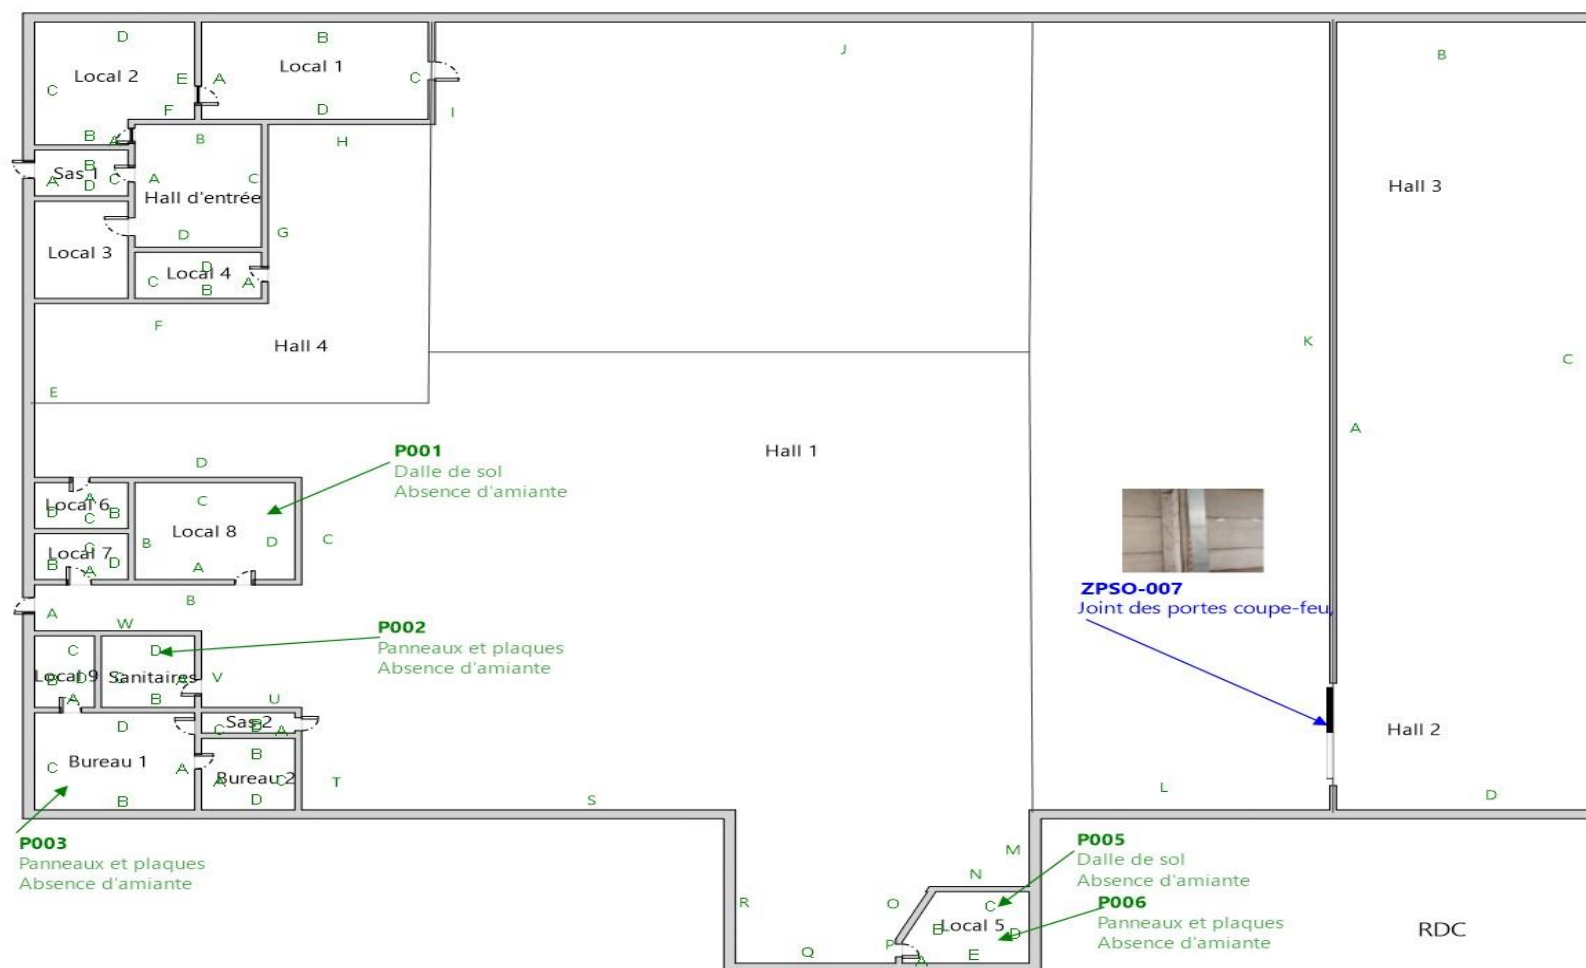 D
B
J
B
Local 2
Local 1
E
A
C
C
F
D
I
B
A
B
H
B
Sas 1
A
C
A
C
D
Hall 3
Hall d'entrée
D
G
Local 3
D
Local 4
C
A
B
F
Hall 4
K
C
E
A
Hall 1
P001
Dalle de sol
Absence d'amiante
D
A
Local 6
D
B
C
C
Local 8
C
Local 7
C
B
D
A
B
D
A
ZPSO-007
Joint des portes coupe-feu,
B
A
W
P002
Panneaux et plaques
Absence d'amiante
C
D
Local 9
B
D
A
Sanitaires
C
A
B
V
U
D
Sas 2
B
C
A
Hall 2
Bureau 1
C
A
B
B
Bureau 2
A
C
D
T
S
L
D
P003
Panneaux et plaques
Absence d'amiante
M
P005
Dalle de sol
Absence d'amiante
N
R
O
C
P006
Panneaux et plaques
Absence d'amiante
Local 5
B
D
RDC
P
Q
A
E